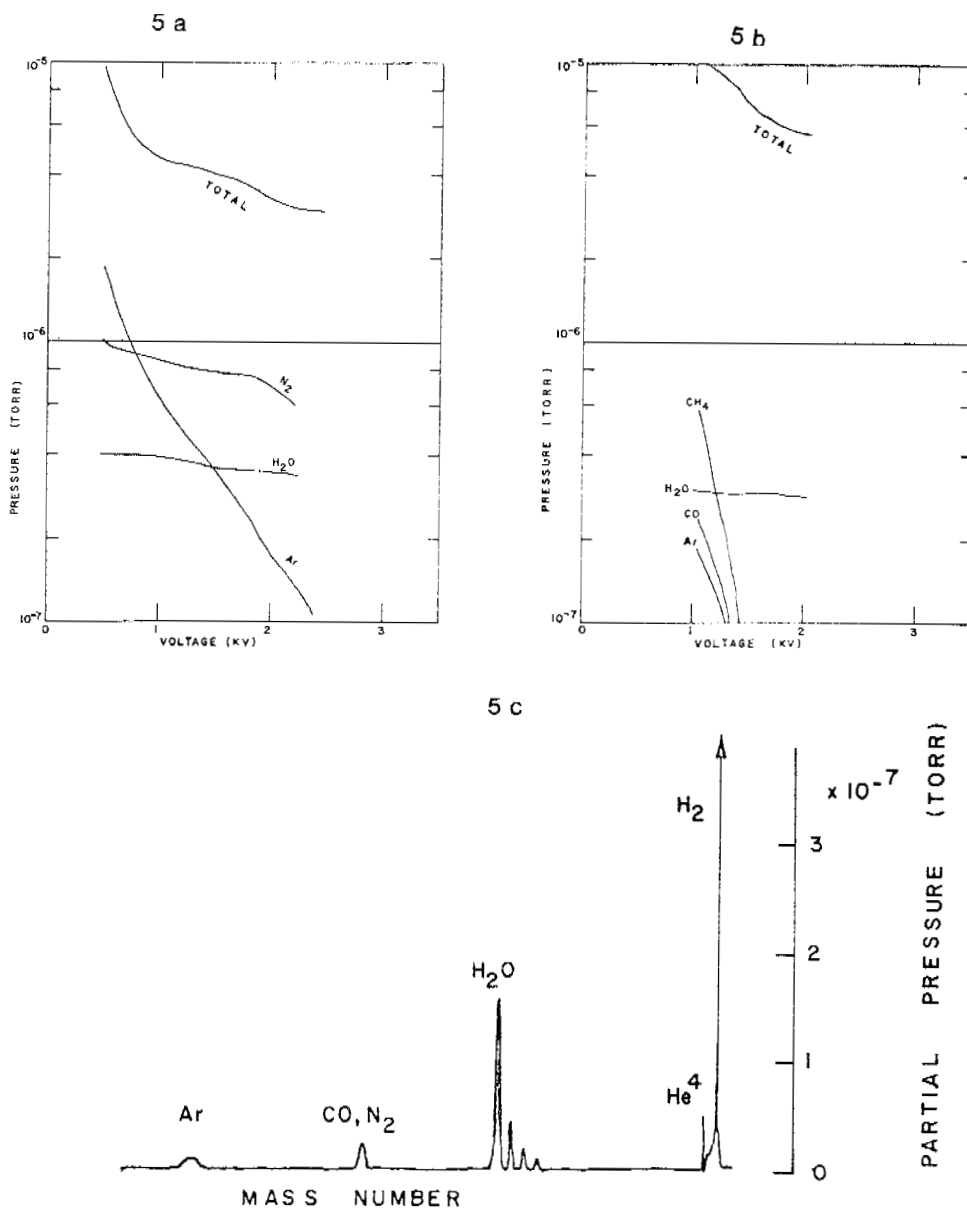 5 a
10-5
TOTAL
10-6
N2
H2O
Ar
10-7
0 1 2 3
VOLTAGE (KV)
PRESSURE (TORR)
5 b
10-5
TOTAL
10-6
CH4
H2O
CO
Ar
10-7
0 1 2 3
VOLTAGE (KV)
PRESSURE (TORR)
5 c
H2
x 10-7
3
2
1
0
H2O
He4
Ar
CO, N2
MASS NUMBER
PARTIAL PRESSURE (TORR)